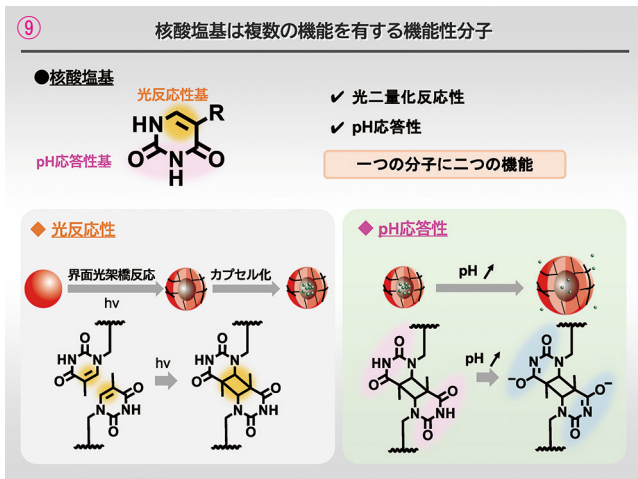 ⑨
核酸塩基は複数の機能を有する機能性分子
●核酸塩基
光反応性基
HN
R
O
N
H
O
pH応答性基
✔ 光二量化反応性
✔ pH応答性
一つの分子に二つの機能
◆ 光反応性
界面光架橋反応
hν
カプセル化
O
HN
N
O
O
N
NH
O
hν
O
HN
N
O
O
N
NH
O
◆ pH応答性
pH ↗
O
HN
N
O
O
N
NH
O
pH ↗
O
N
N
⁻O
O⁻
N
N
O